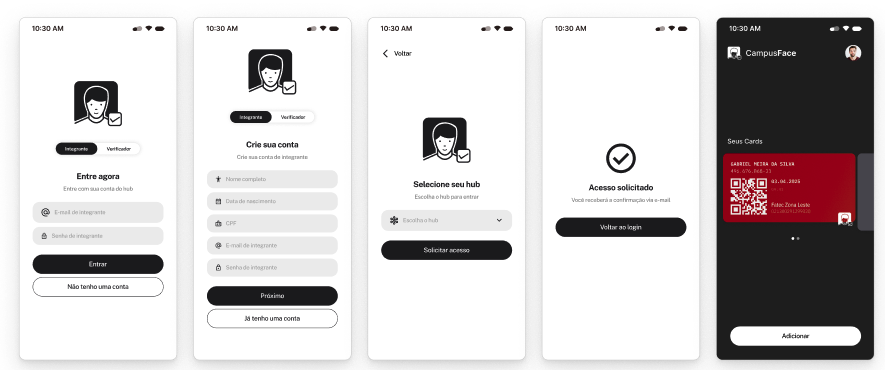 10:30 AM
Integrante
Verificador
Entre agora
Entre com sua conta do hub
E-mail de integrante
Senha de integrante
Entrar
Não tenho uma conta
10:30 AM
Integrante
Verificador
Crie sua conta
Crie sua conta de integrante
Nome completo
Data de nascimento
CPF
E-mail de integrante
Senha de integrante
Próximo
Já tenho uma conta
10:30 AM
Voltar
Selecione seu hub
Escolha o hub para entrar
Escolha o hub
Solicitar acesso
10:30 AM
Acesso solicitado
Você receberá a confirmação via e-mail
Voltar ao login
10:30 AM
CampusFace
Seus Cards
GABRIEL MEIRA DA SILVA
03.04.2025
Fatec Zona Leste
Adicionar